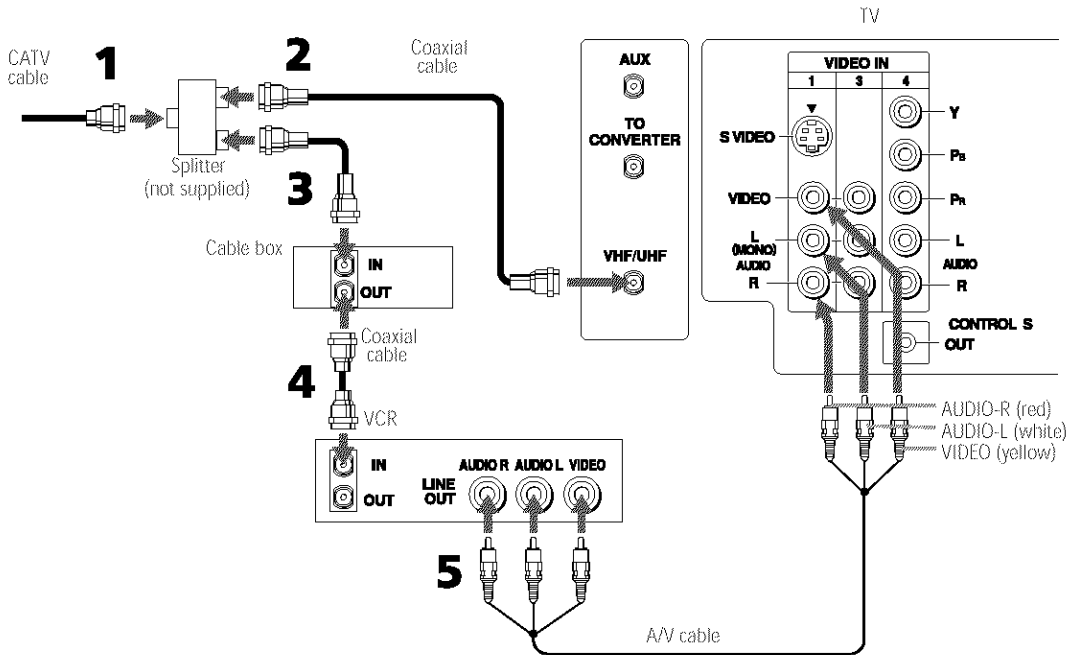 TV
CATV
cable
1
2
Coaxial
cable
Splitter
(not supplied)
3
Cable box
IN
OUT
Coaxial
cable
4
VCR
IN
OUT
LINE
OUT
AUDIO R AUDIO L VIDEO
5
A/V cable
AUX
TO
CONVERTER
VHF/UHF
VIDEO IN
1 3 4
S VIDEO
VIDEO
L
(MONO)
AUDIO
R
Y
PB
PR
L
AUDIO
R
CONTROL S
OUT
AUDIO-R (red)
AUDIO-L (white)
VIDEO (yellow)